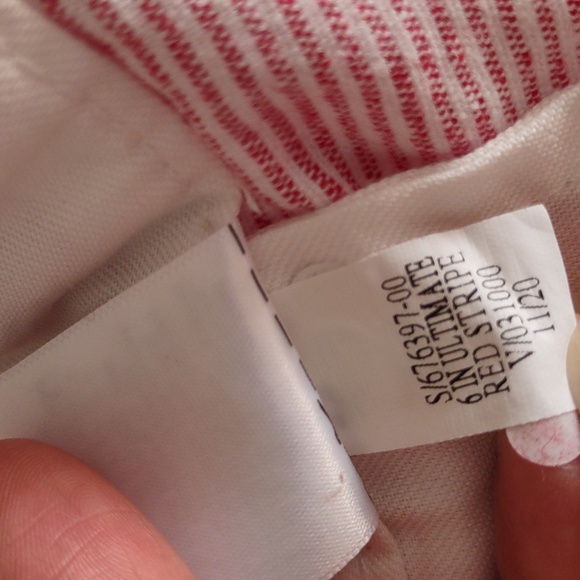 S/676397-00
6 IN ULTIMATE
RED STRIPE
V/031000
11/20